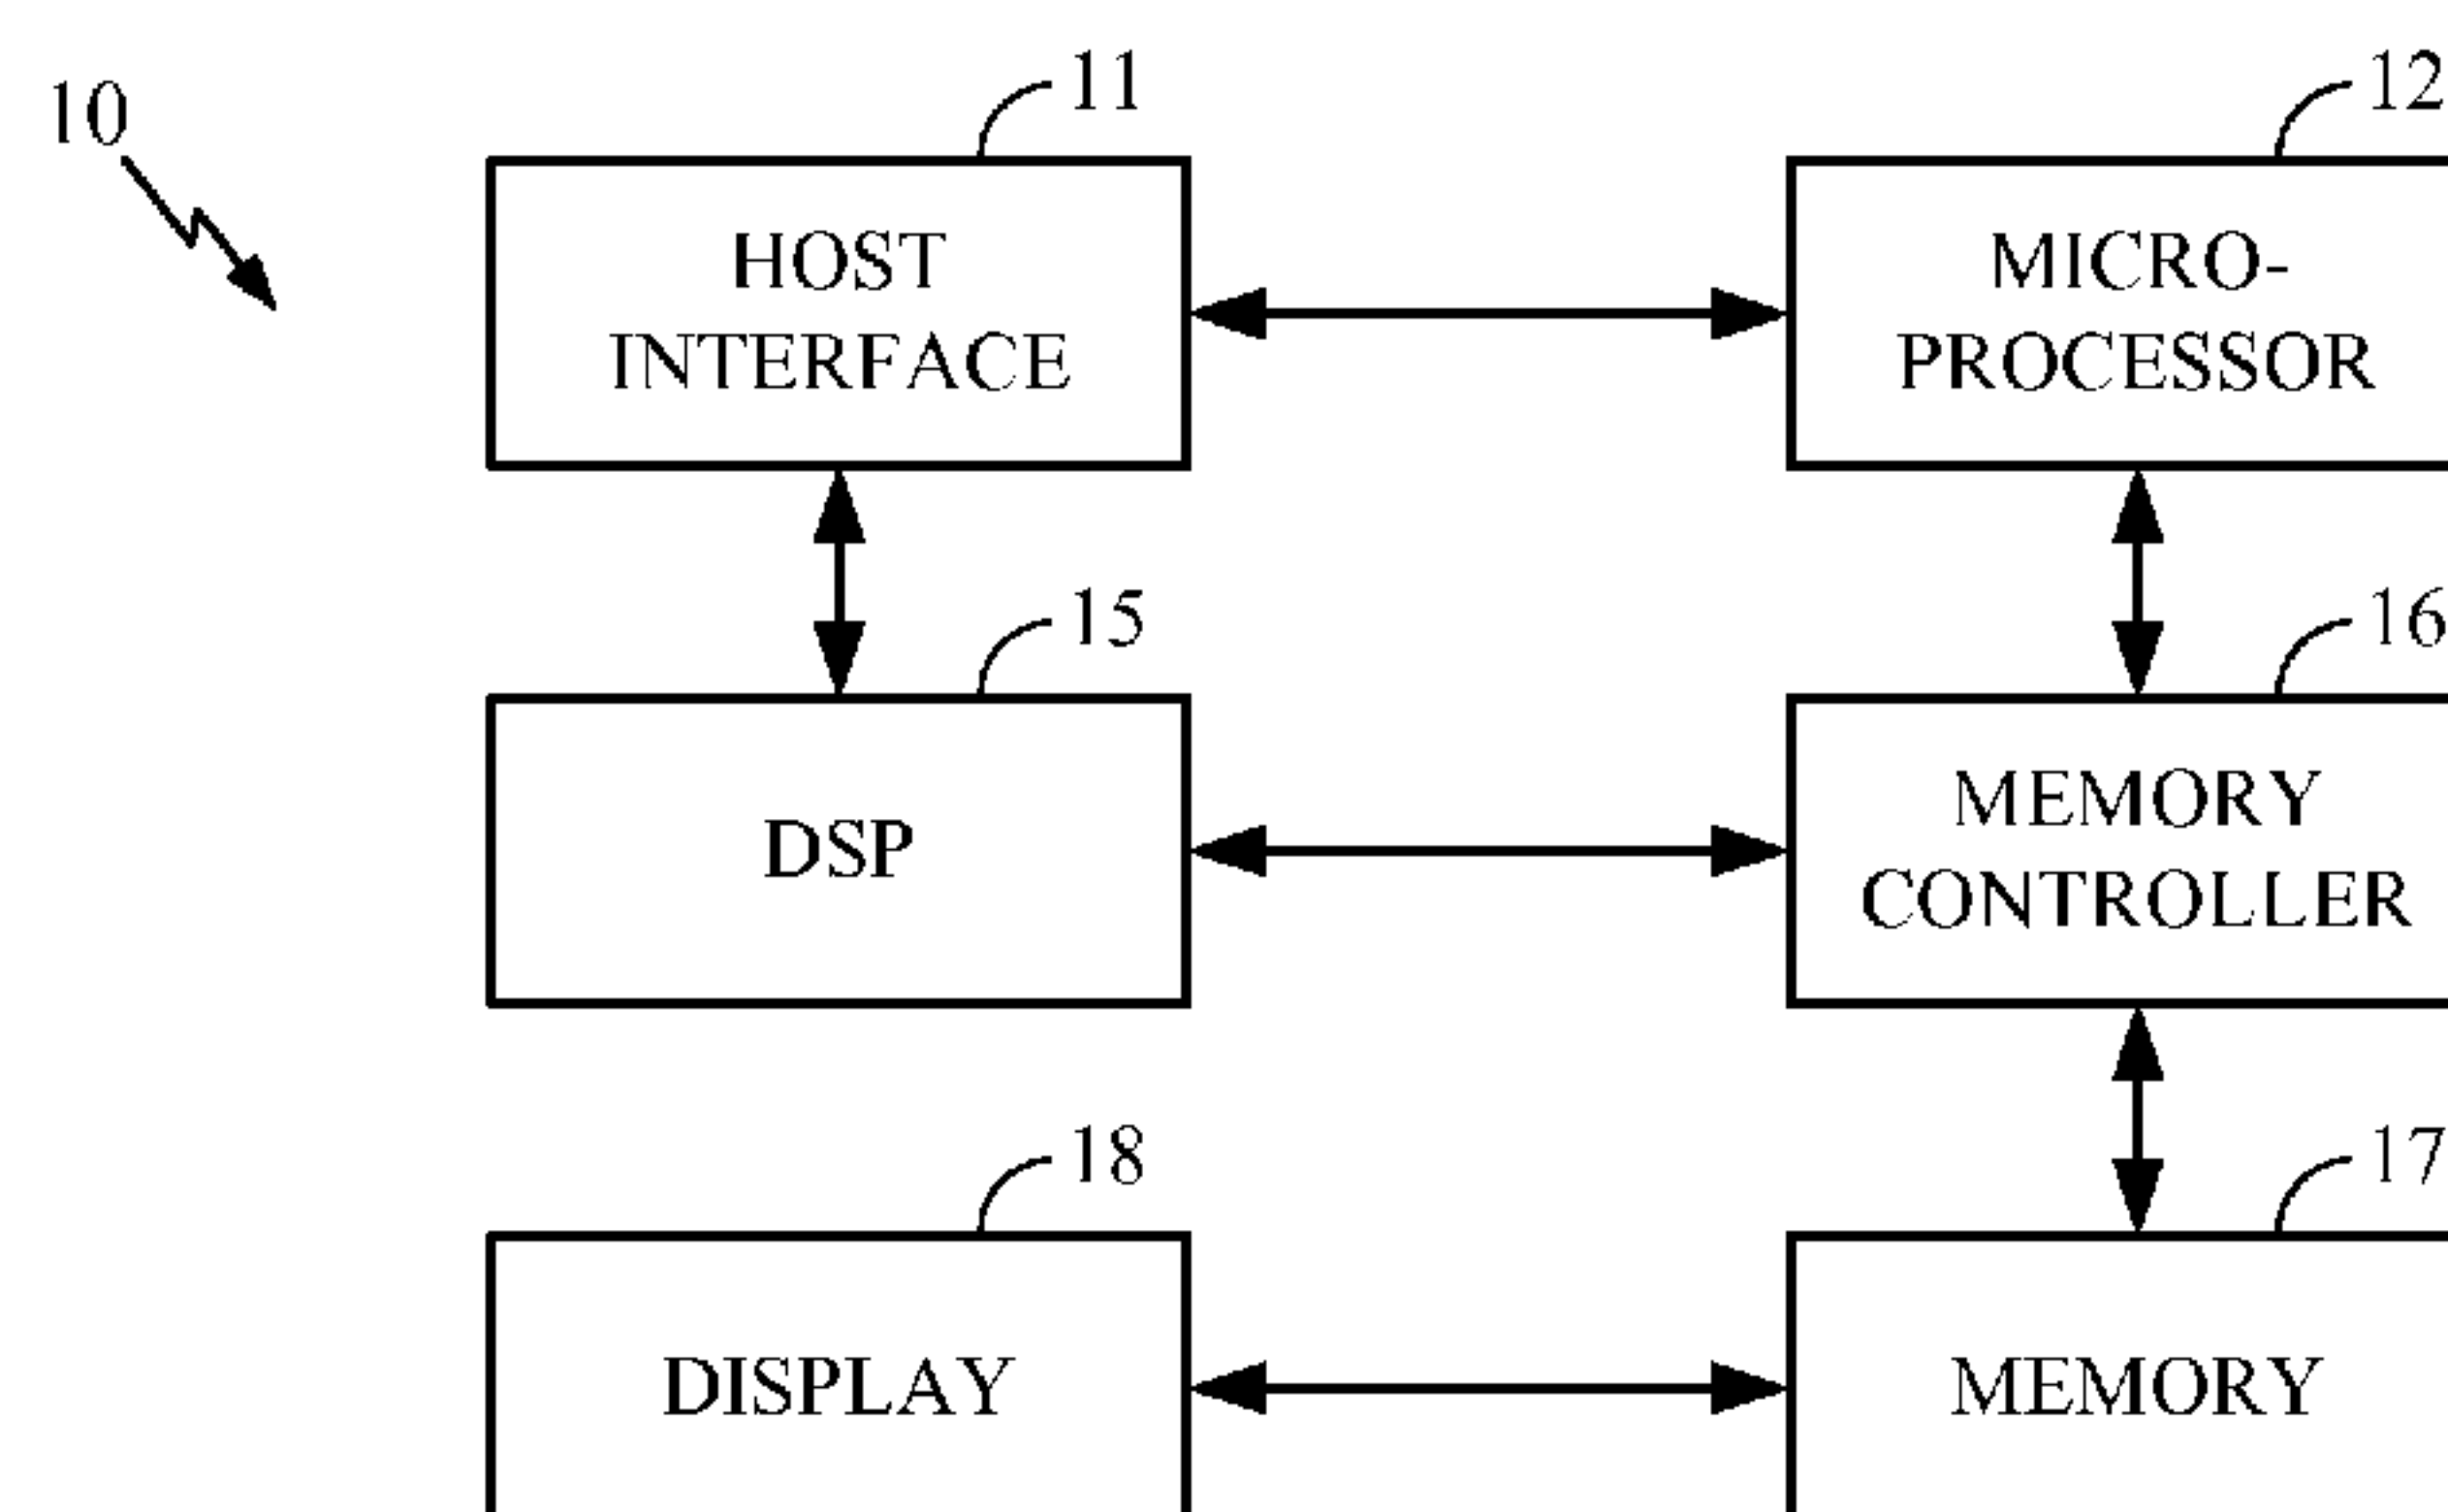 10
11
12
HOST
INTERFACE
MICRO-
PROCESSOR
15
16
DSP
MEMORY
CONTROLLER
18
17
DISPLAY
MEMORY